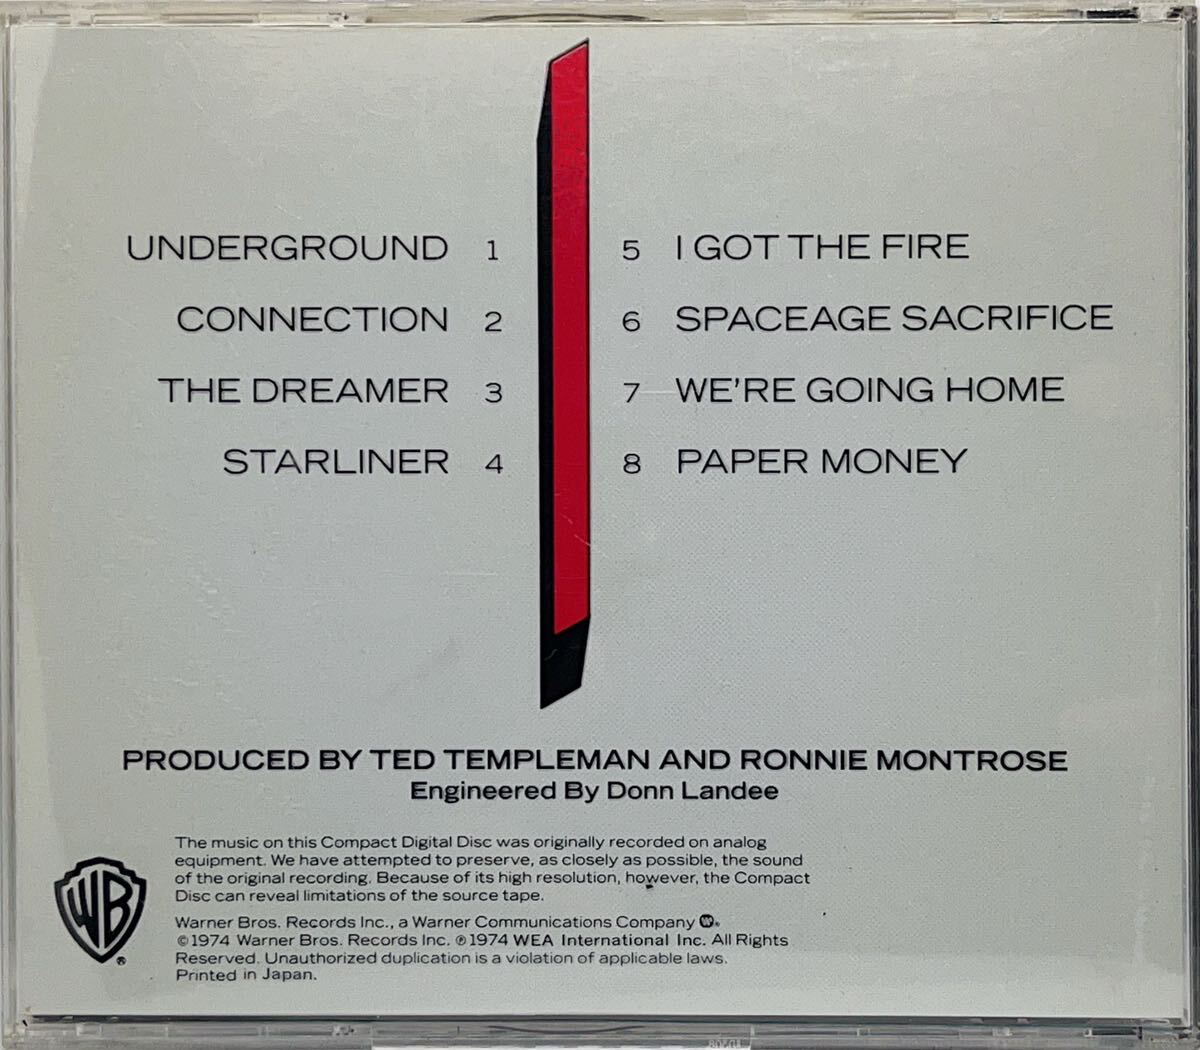 UNDERGROUND 1
CONNECTION 2
THE DREAMER 3
STARLINER 4
5 I GOT THE FIRE
6 SPACEAGE SACRIFICE
7 WE'RE GOING HOME
8 PAPER MONEY
PRODUCED BY TED TEMPLEMAN AND RONNIE MONTROSE
Engineered By Donn Landee
The music on this Compact Digital Disc was originally recorded on analog
equipment. We have attempted to preserve, as closely as possible, the sound
of the original recording. Because of its high resolution, however, the Compact
Disc can reveal limitations of the source tape.
WB ®
Warner Bros. Records Inc., a Warner Communications Company
©1974 Warner Bros. Records Inc. ℗1974 WEA International Inc. All Rights
Reserved. Unauthorized duplication is a violation of applicable laws.
Printed in Japan.